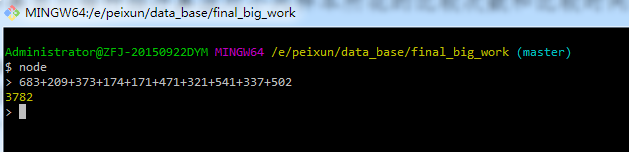 MINGW64:/e/peixun/data_base/final_big_work
Administrator@ZFJ-20150922DYM MINGW64 /e/peixun/data_base/final_big_work (master)
$ node
> 683+209+373+174+171+471+321+541+337+502
3782
>